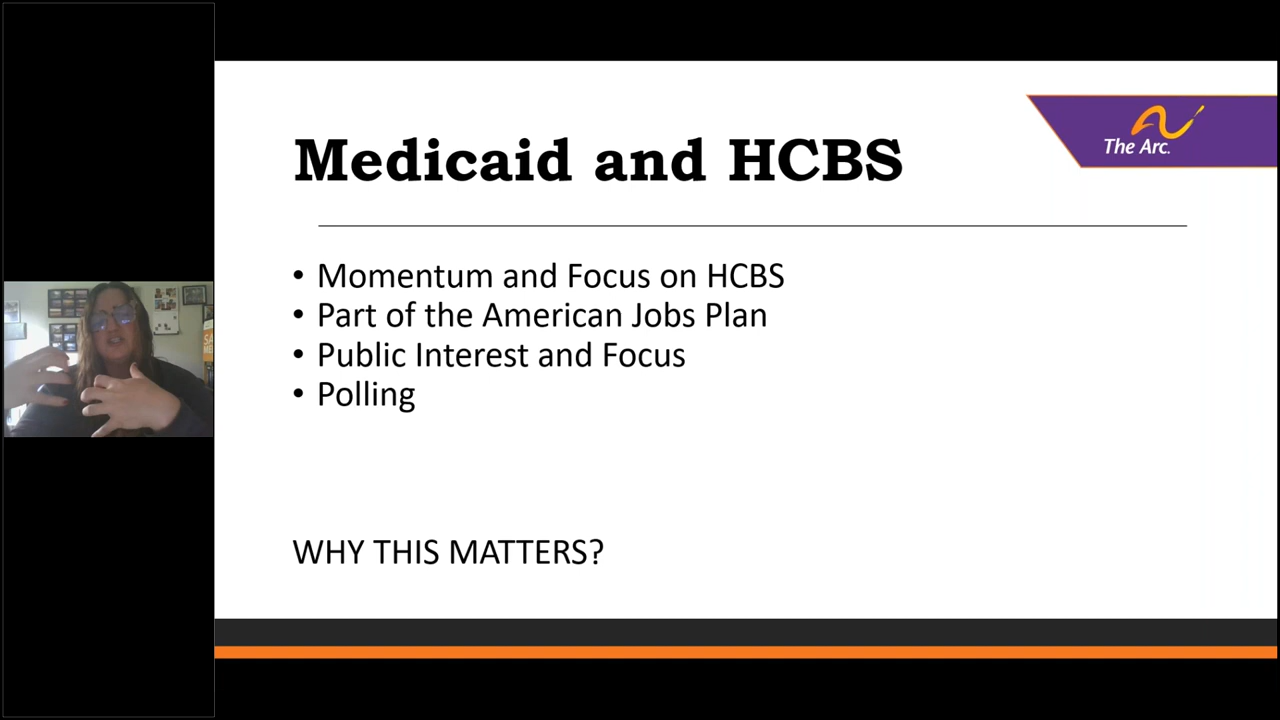 The Arc.
Medicaid and HCBS
• Momentum and Focus on HCBS
• Part of the American Jobs Plan
• Public Interest and Focus
• Polling
WHY THIS MATTERS?